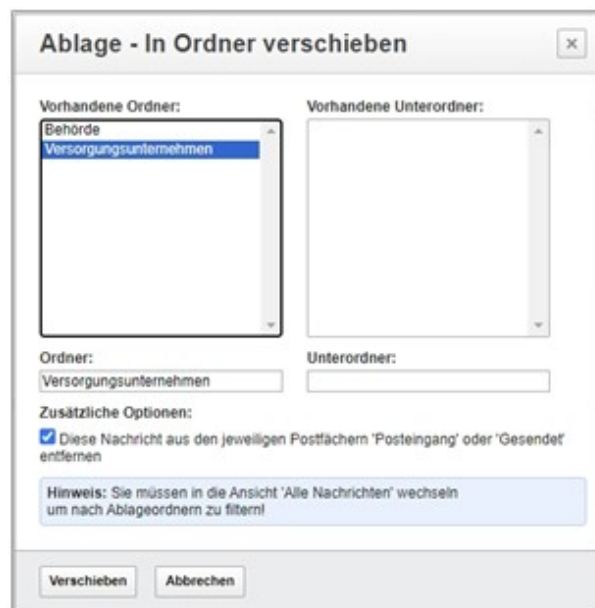 Ablage - In Ordner verschieben
Vorhandene Ordner:
Vorhandene Unterordner:
Behörde
Versorgungsunternehmen
Ordner:
Unterordner:
Versorgungsunternehmen
Zusätzliche Optionen:
Diese Nachricht aus den jeweiligen Postfächern 'Posteingang' oder 'Gesendet'
entfernen
Hinweis: Sie müssen in die Ansicht 'Alle Nachrichten' wechseln
um nach Ablageordnern zu filtern!
Verschieben
Abbrechen